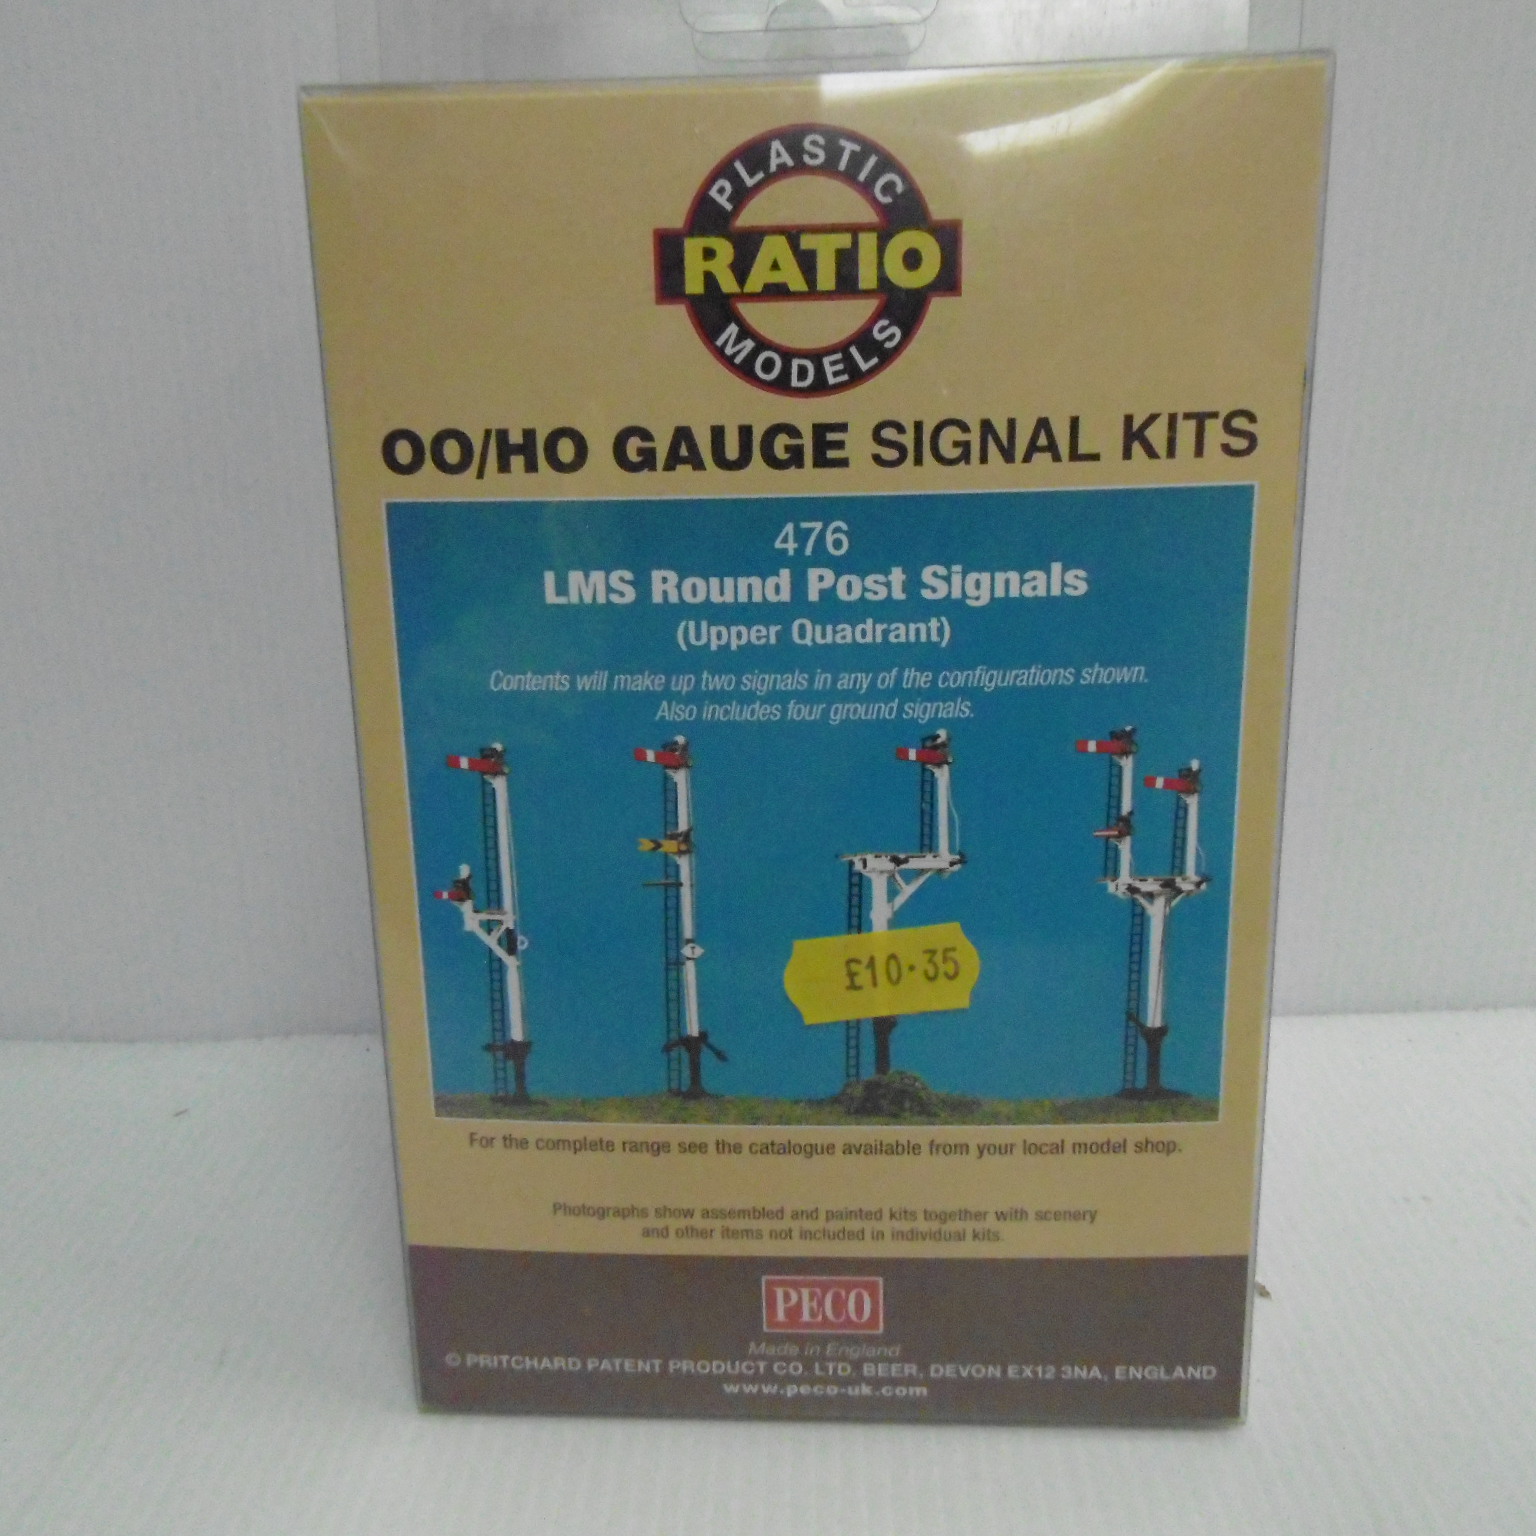 PLASTIC
RATIO
MODELS
OO/HO GAUGE SIGNAL KITS
476
LMS Round Post Signals
(Upper Quadrant)
Contents will make up two signals in any of the configurations shown.
Also includes four ground signals.
T
£10.35
For the complete range see the catalogue available from your local model shop.
Photographs show assembled and painted kits together with scenery
and other items not included in individual kits.
PECO
Made in England
© PRITCHARD PATENT PRODUCT CO. LTD. BEER, DEVON EX12 3NA, ENGLAND
www.peco-uk.com